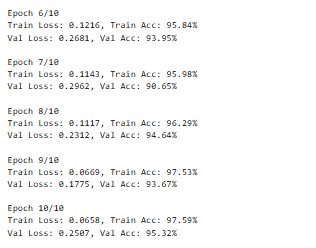 Epoch 6/10
Train Loss: 0.1216, Train Acc: 95.84%
Val Loss: 0.2681, Val Acc: 93.95%
Epoch 7/10
Train Loss: 0.1143, Train Acc: 95.98%
Val Loss: 0.2962, Val Acc: 90.65%
Epoch 8/10
Train Loss: 0.1117, Train Acc: 96.29%
Val Loss: 0.2312, Val Acc: 94.64%
Epoch 9/10
Train Loss: 0.0669, Train Acc: 97.53%
Val Loss: 0.1775, Val Acc: 93.67%
Epoch 10/10
Train Loss: 0.0658, Train Acc: 97.59%
Val Loss: 0.2507, Val Acc: 95.32%